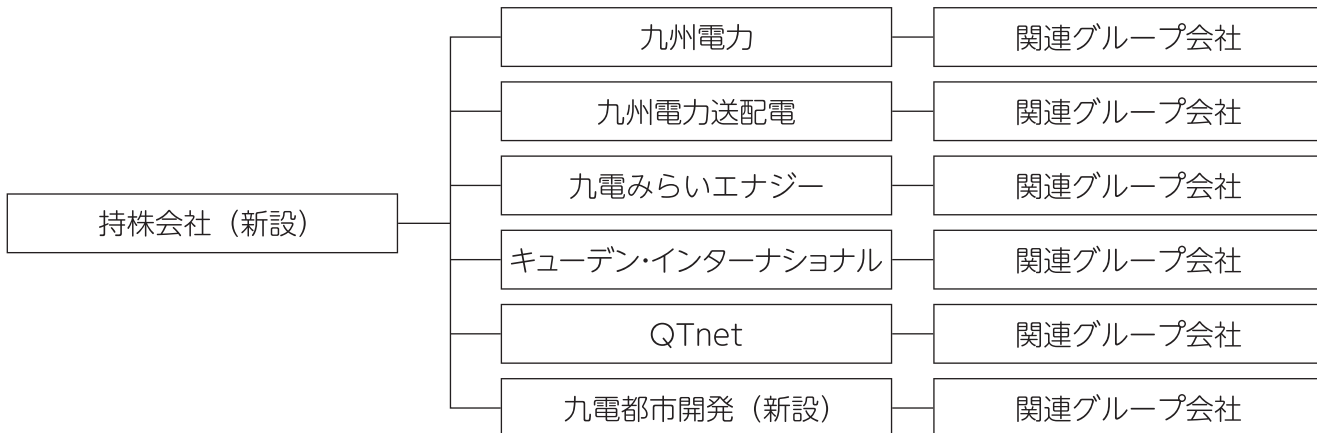 九州電力
関連グループ会社
九州電力送配電
関連グループ会社
九電みらいエナジー
関連グループ会社
持株会社（新設）
キューデン・インターナショナル
関連グループ会社
QTnet
関連グループ会社
九電都市開発（新設）
関連グループ会社